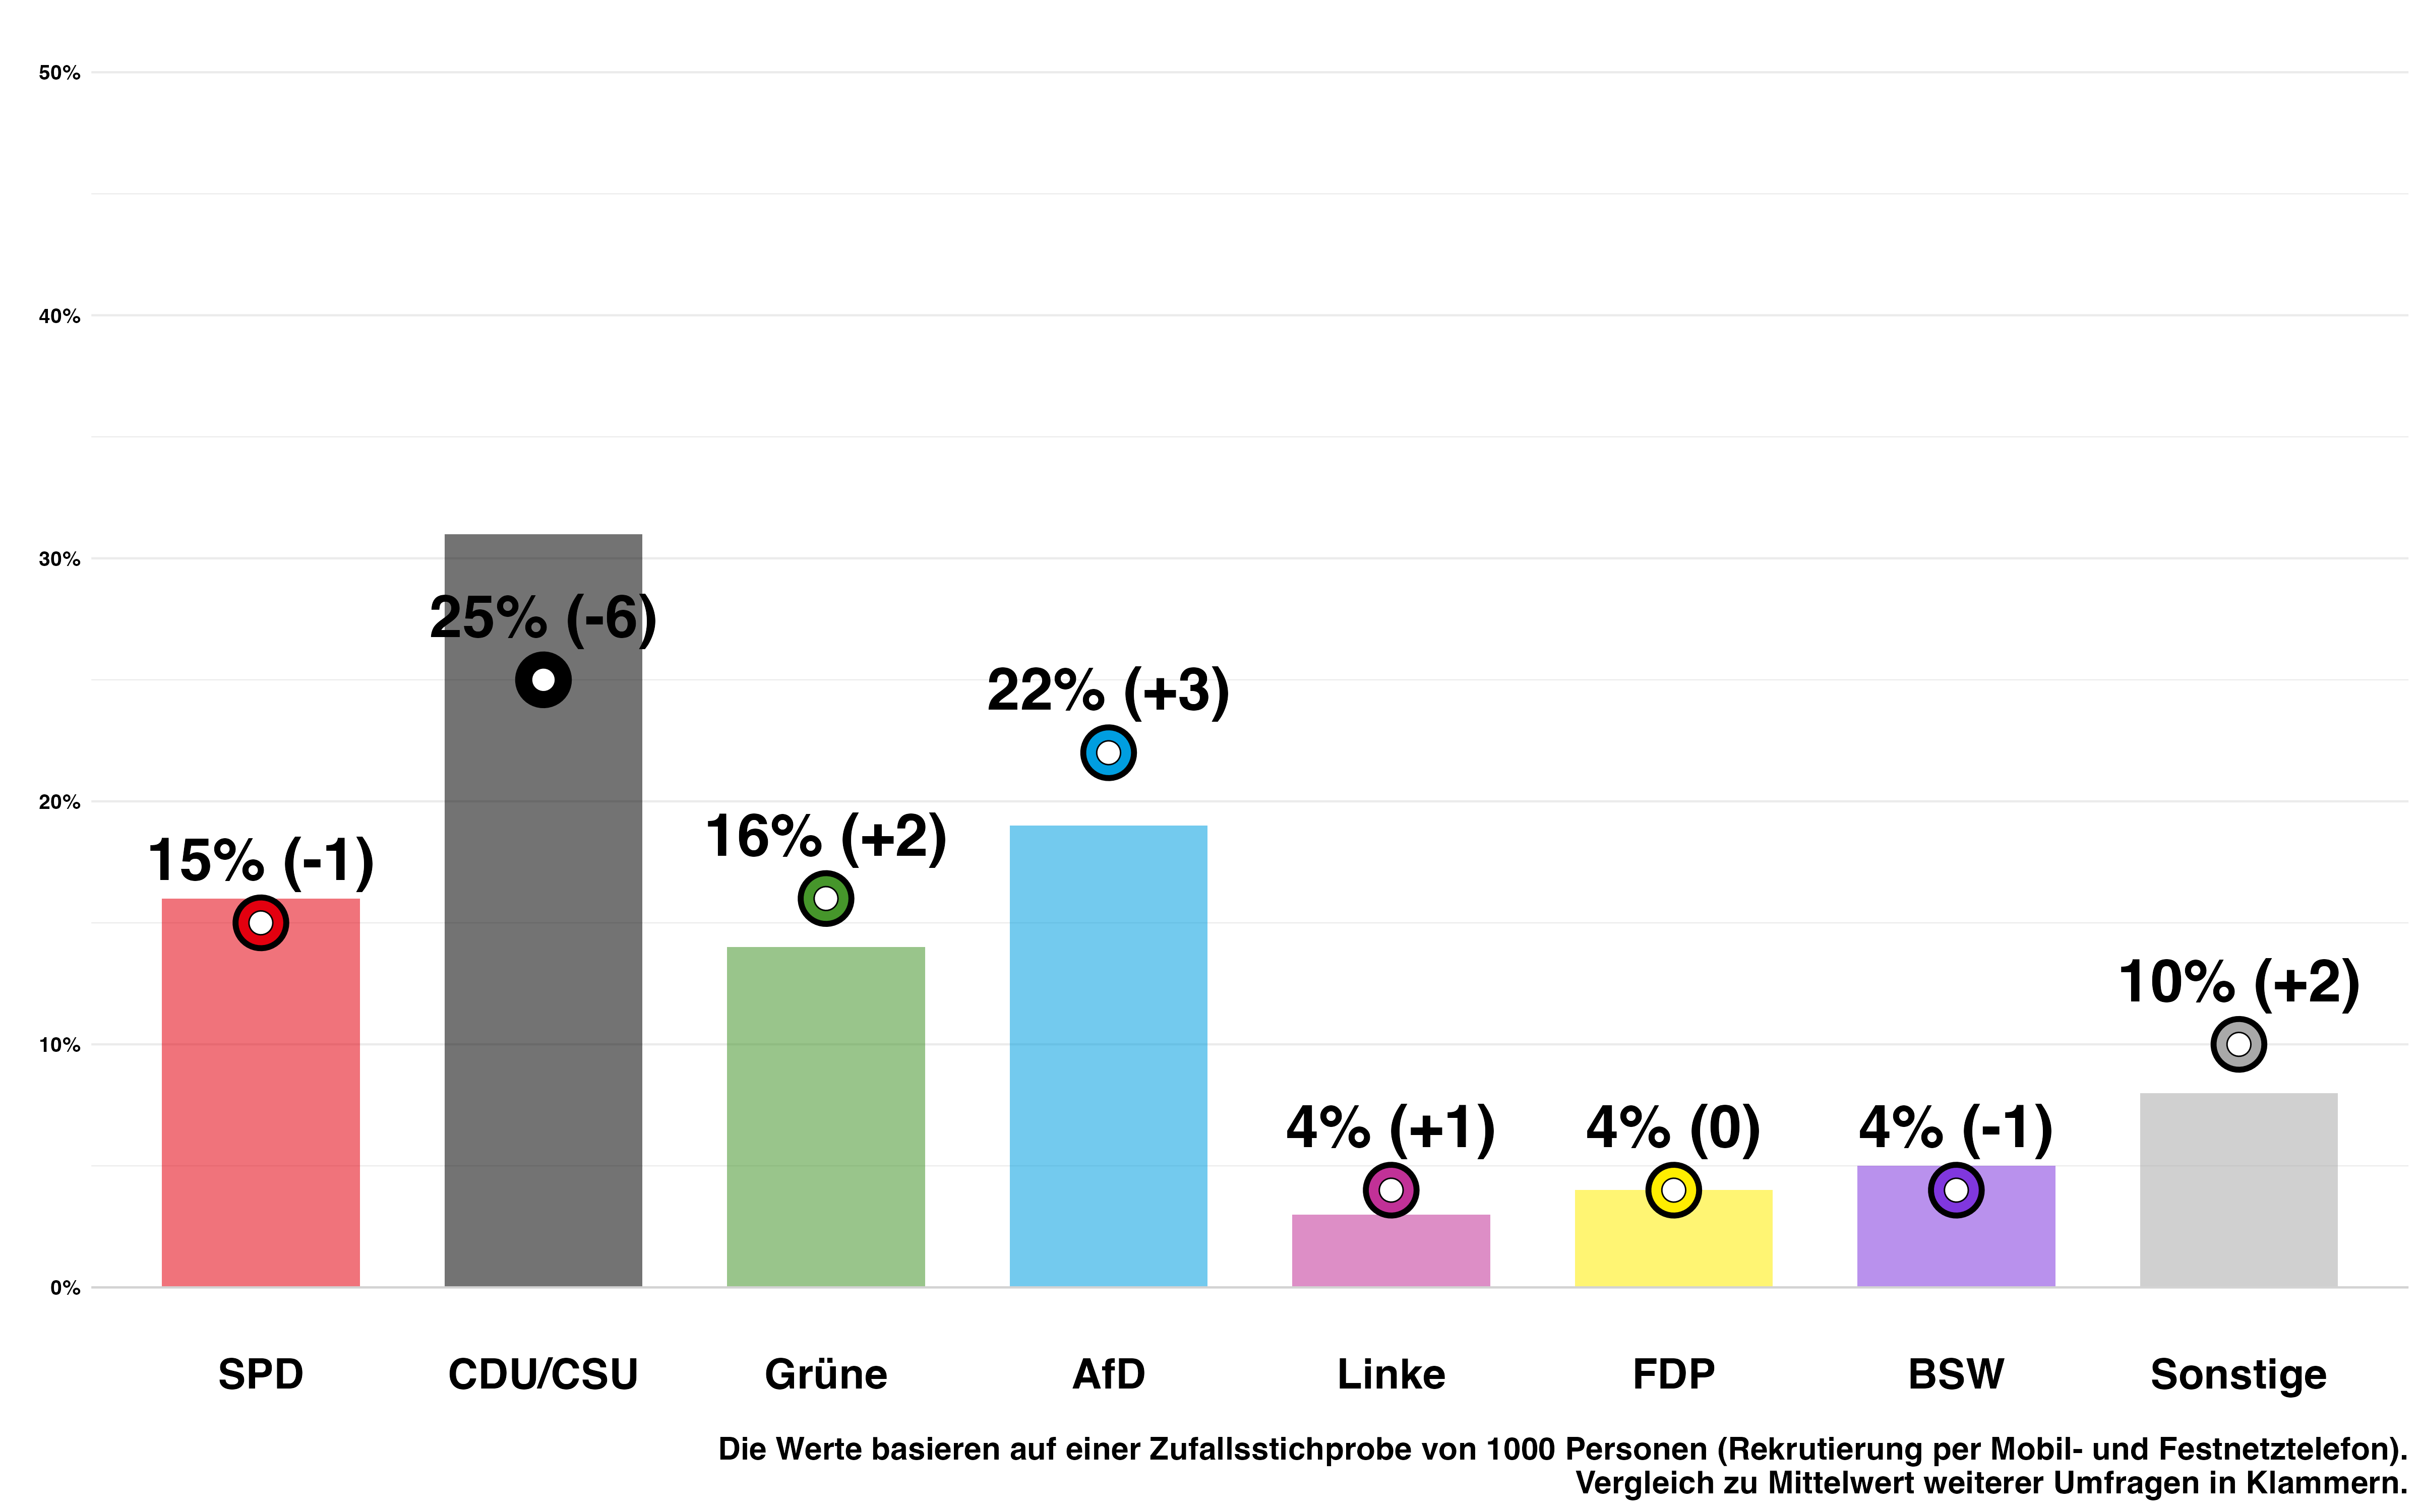 50%
40%
30%
20%
10%
0%
15% (-1)
25% (-6)
16% (+2)
22% (+3)
4% (+1)
4% (0)
4% (-1)
10% (+2)
SPD
CDU/CSU
Grüne
AfD
Linke
FDP
BSW
Sonstige
Die Werte basieren auf einer Zufallsstichprobe von 1000 Personen (Rekrutierung per Mobil- und Festnetztelefon).
Vergleich zu Mittelwert weiterer Umfragen in Klammern.